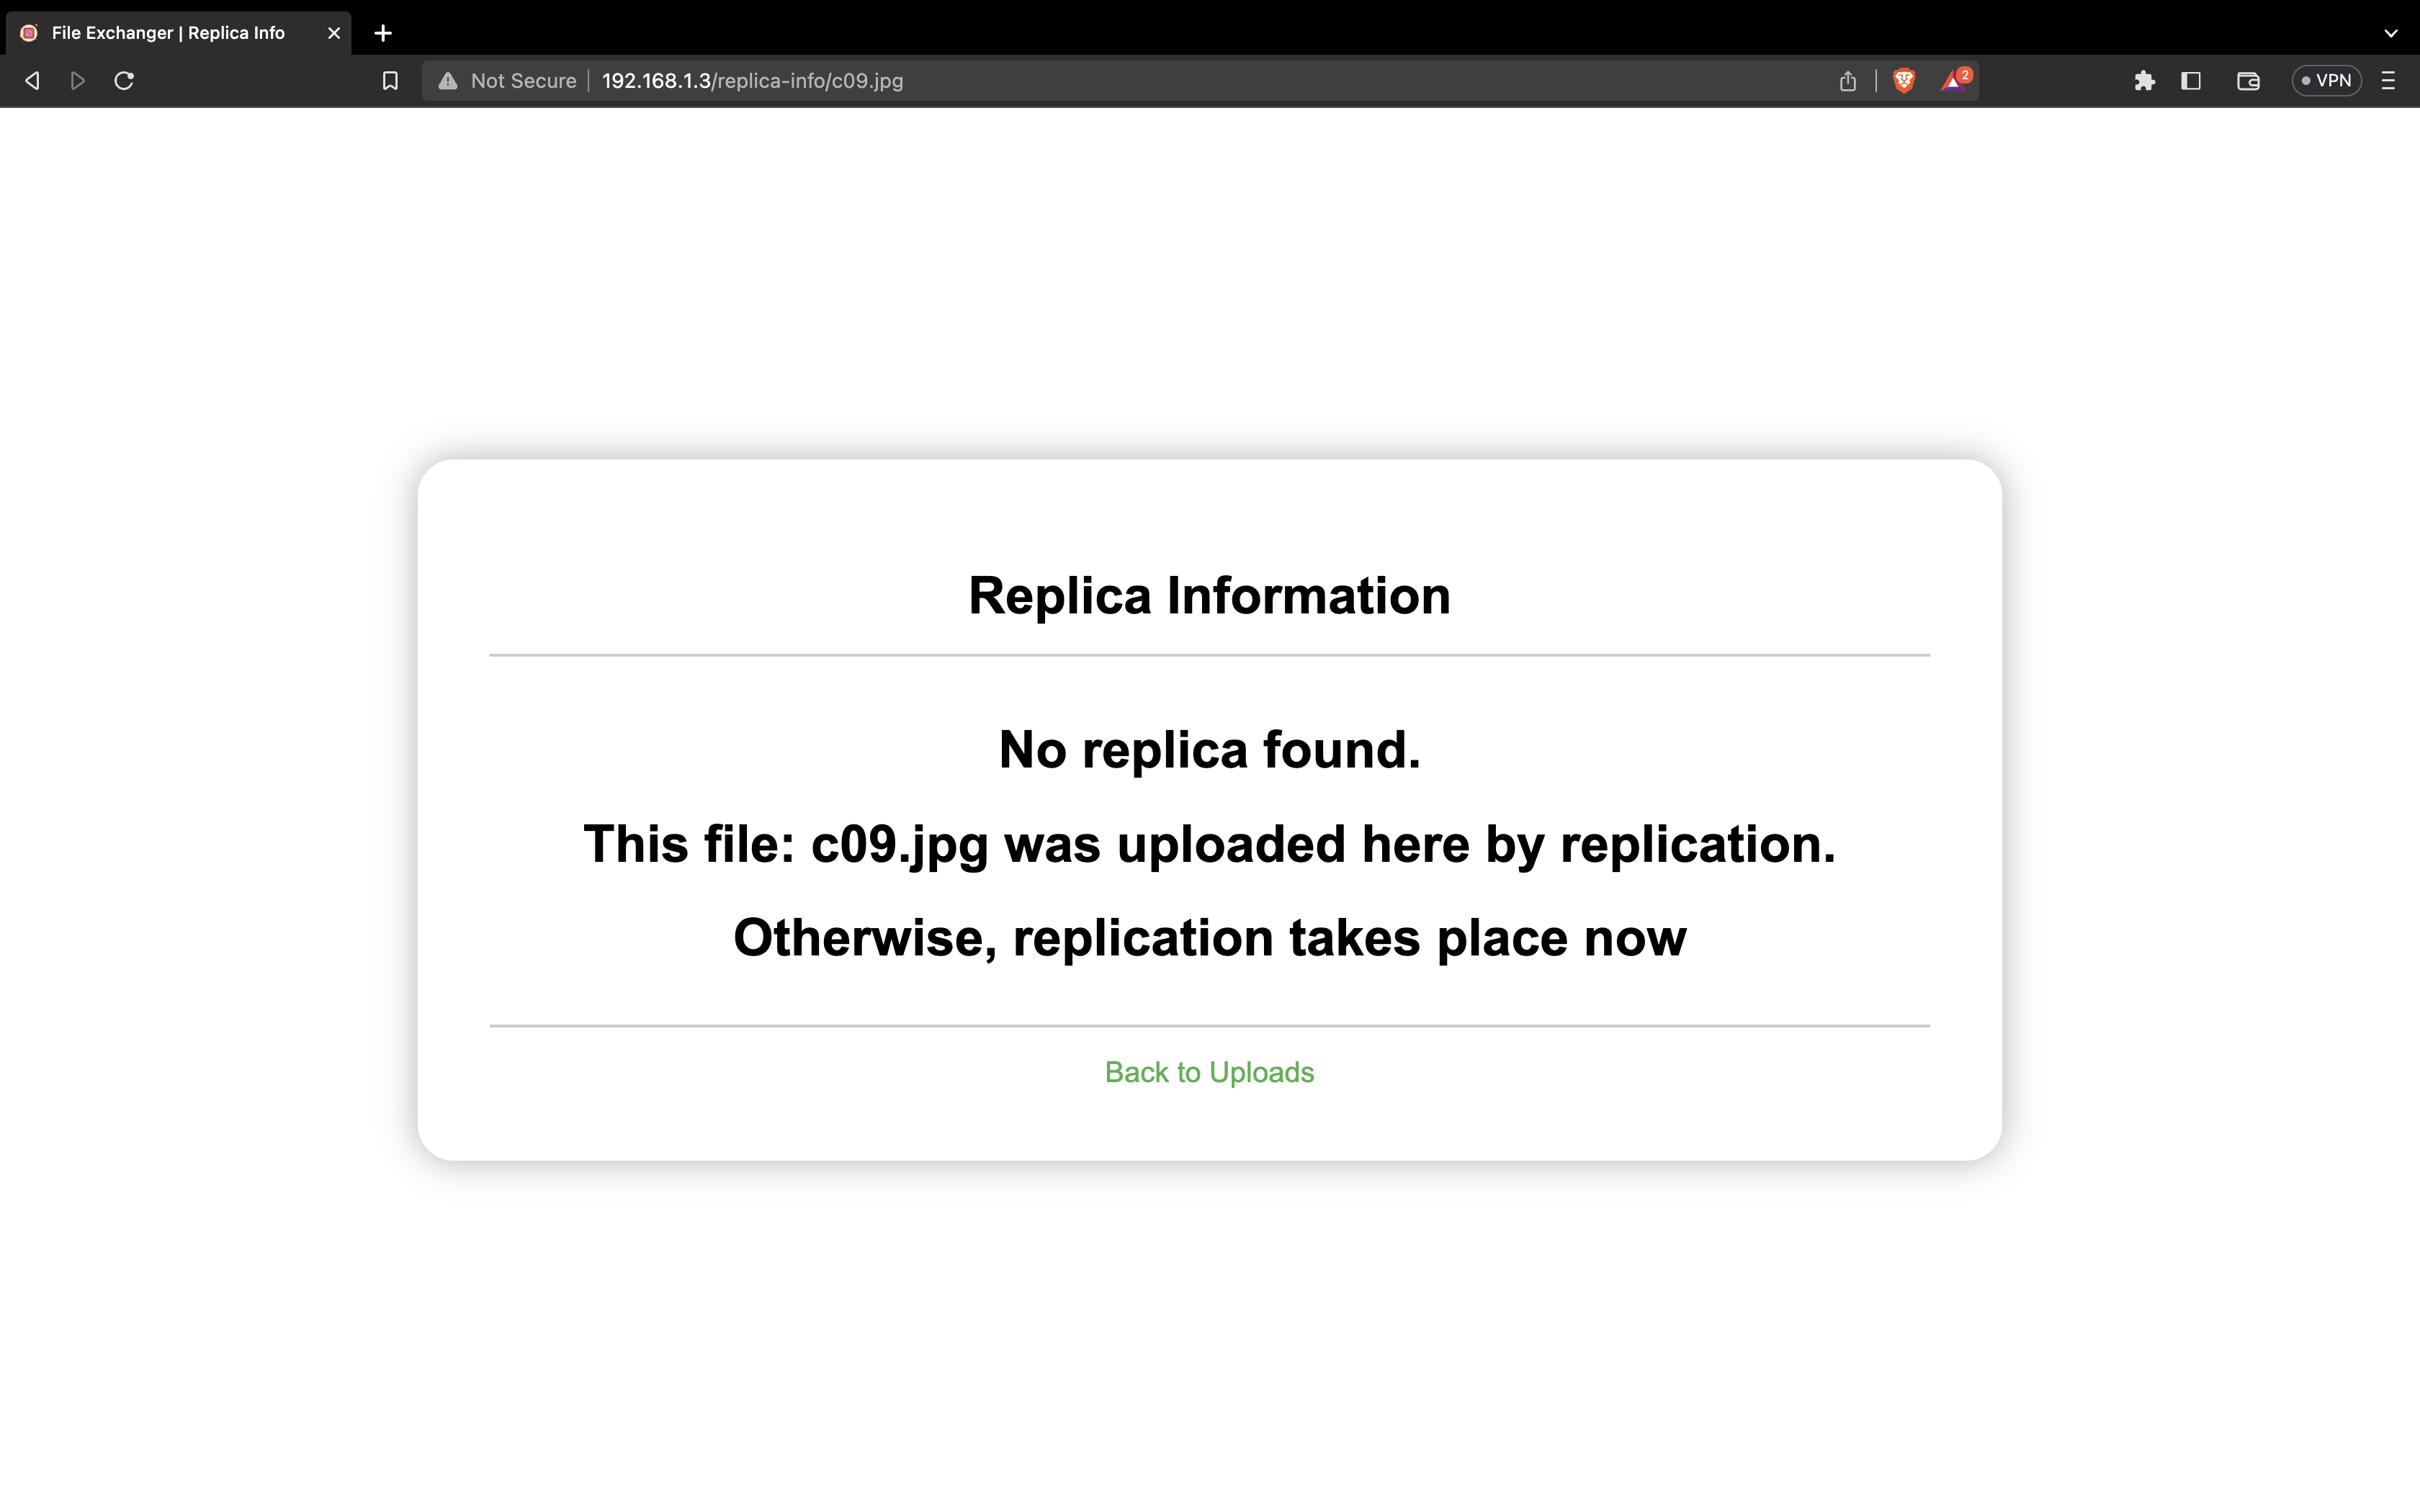 File Exchanger | Replica Info
Not Secure 192.168.1.3/replica-info/c09.jpg 2 VPN
Replica Information
No replica found.
This file: c09.jpg was uploaded here by replication.
Otherwise, replication takes place now
Back to Uploads